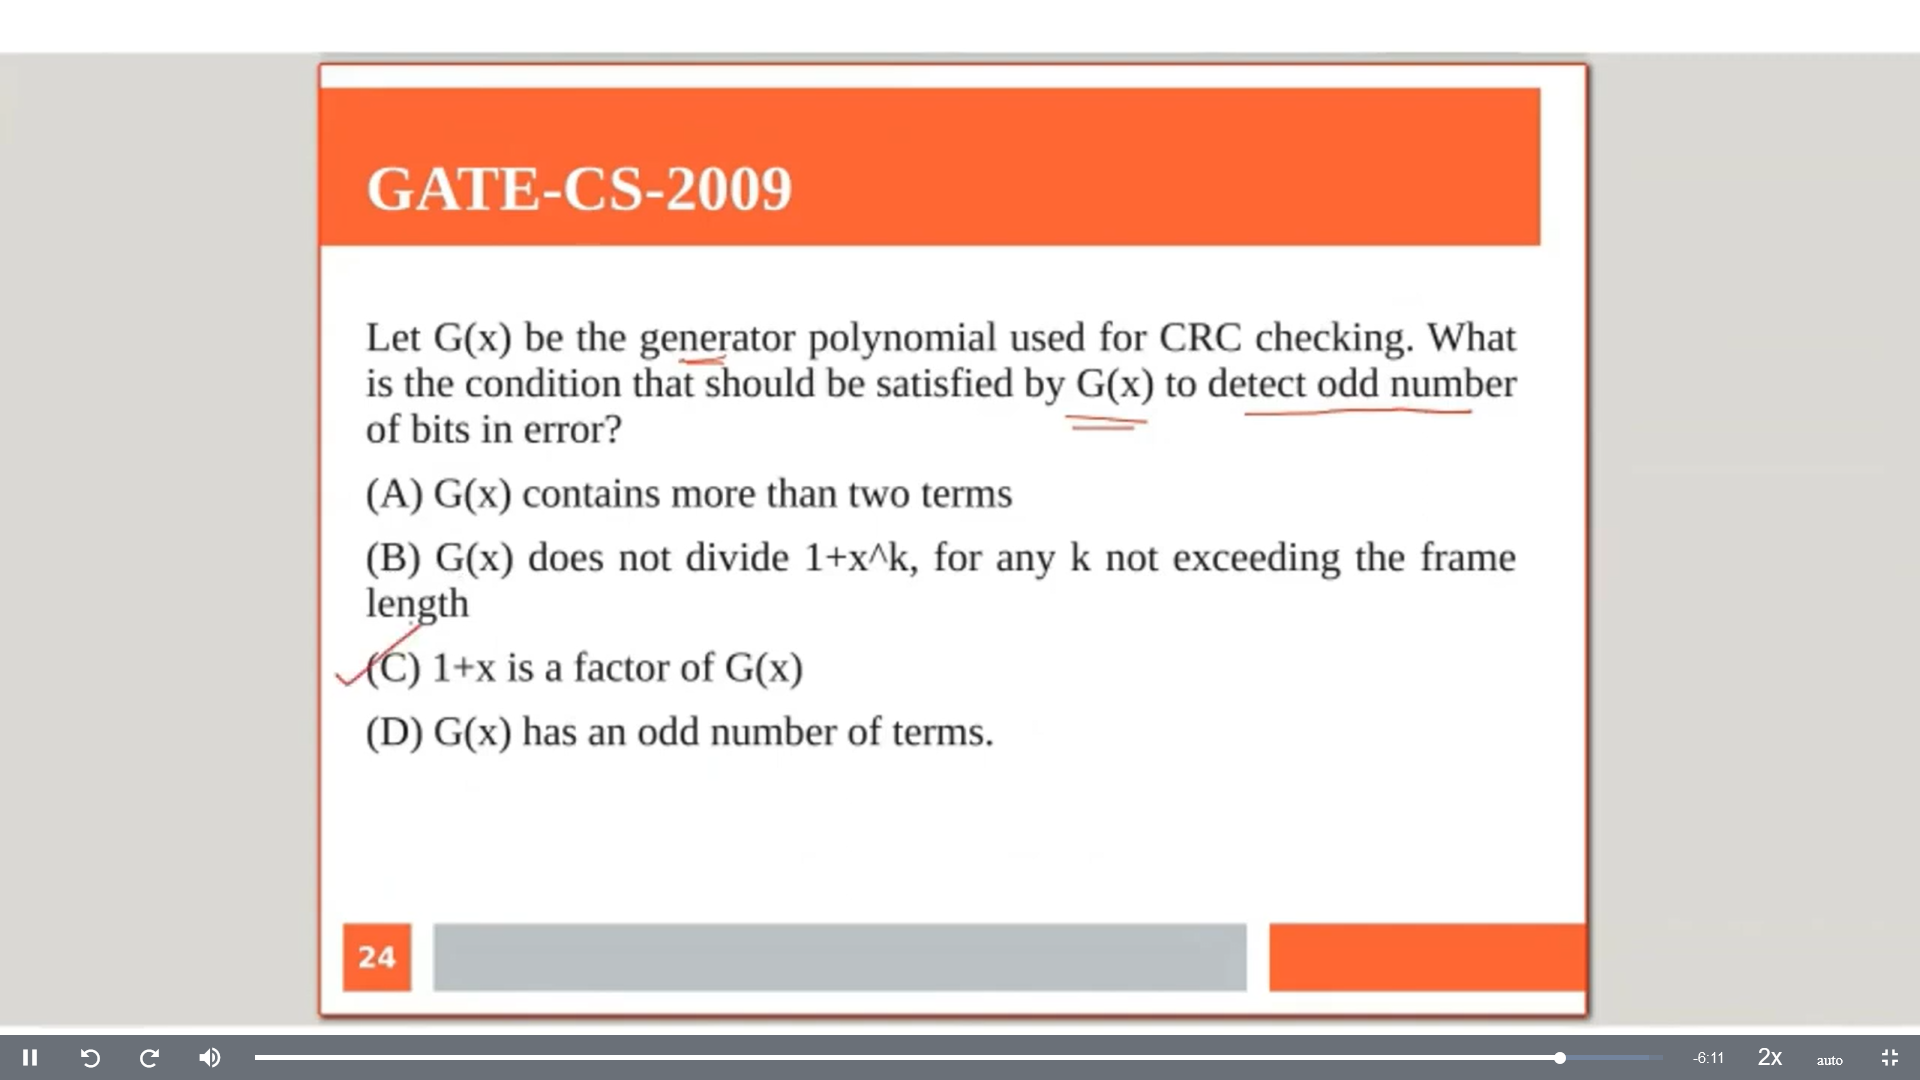 GATE-CS-2009
Let G(x) be the generator polynomial used for CRC checking. What
is the condition that should be satisfied by G(x) to detect odd number
of bits in error?
(A) G(x) contains more than two terms
(B) G(x) does not divide 1+x^k, for any k not exceeding the frame
length
(C) 1+x is a factor of G(x)
(D) G(x) has an odd number of terms.
24
-6:11
2x
auto